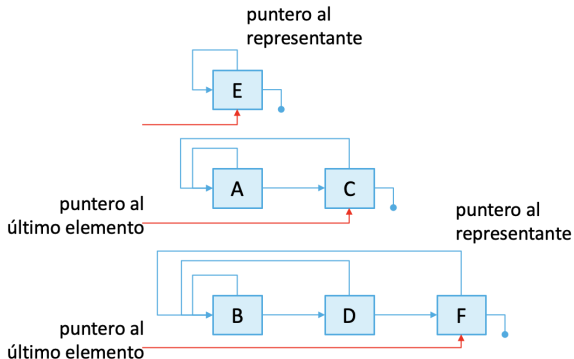 puntero al
representante
E
A
C
puntero al
último elemento
puntero al
representante
B
D
F
puntero al
último elemento